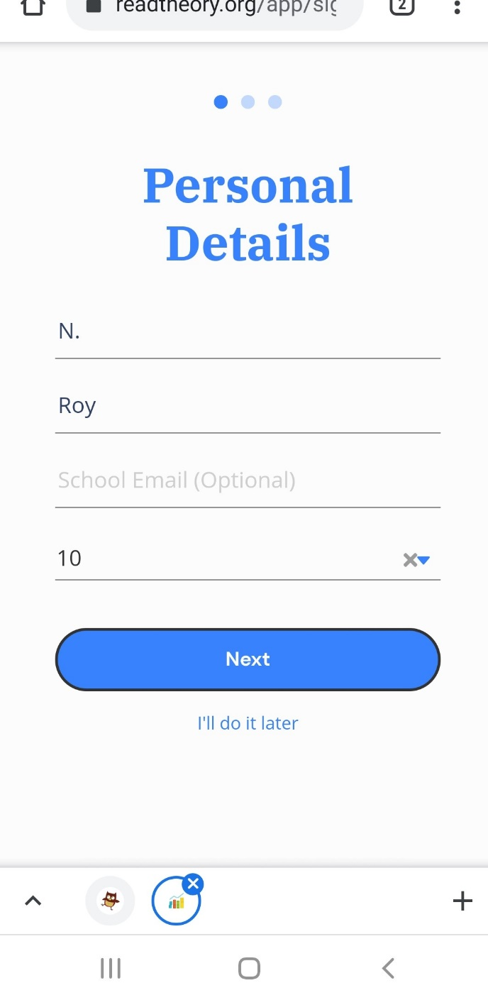 readtheory.org/app/sig
2
Personal
Details
N.
Roy
School Email (Optional)
10
Next
I'll do it later